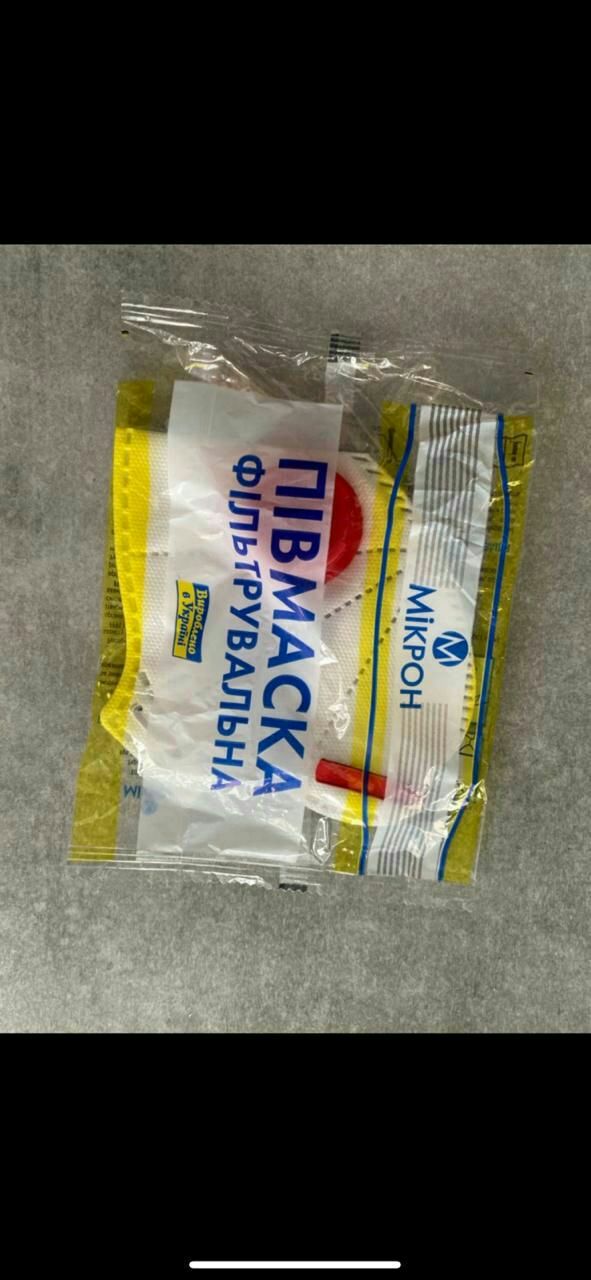 Мікрон
ПІВМАСКА
ФІЛЬТРУВАЛЬНА
Вироблено
в Україні